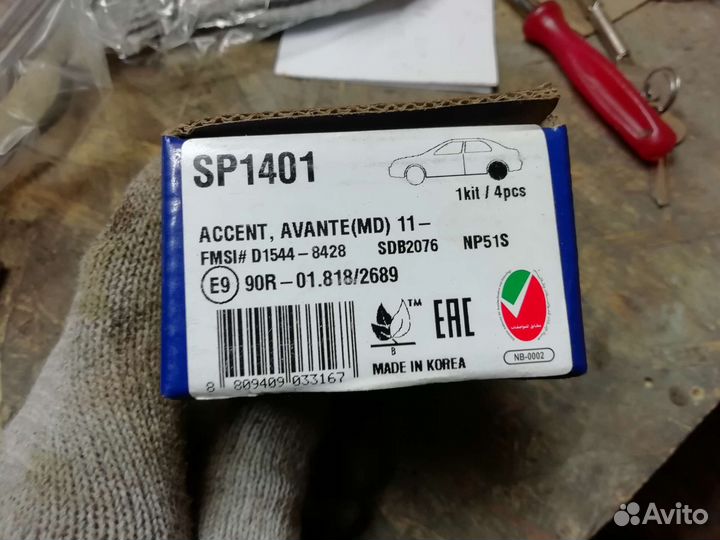 SP1401
1kit / 4pcs
ACCENT, AVANTE(MD) 11-
FMSI# D1544-8428 SDB2076 NP51S
E9 90R-01.818/2689
TM
B
EAC
NB-0002
MADE IN KOREA
8 809409 033167
Avito